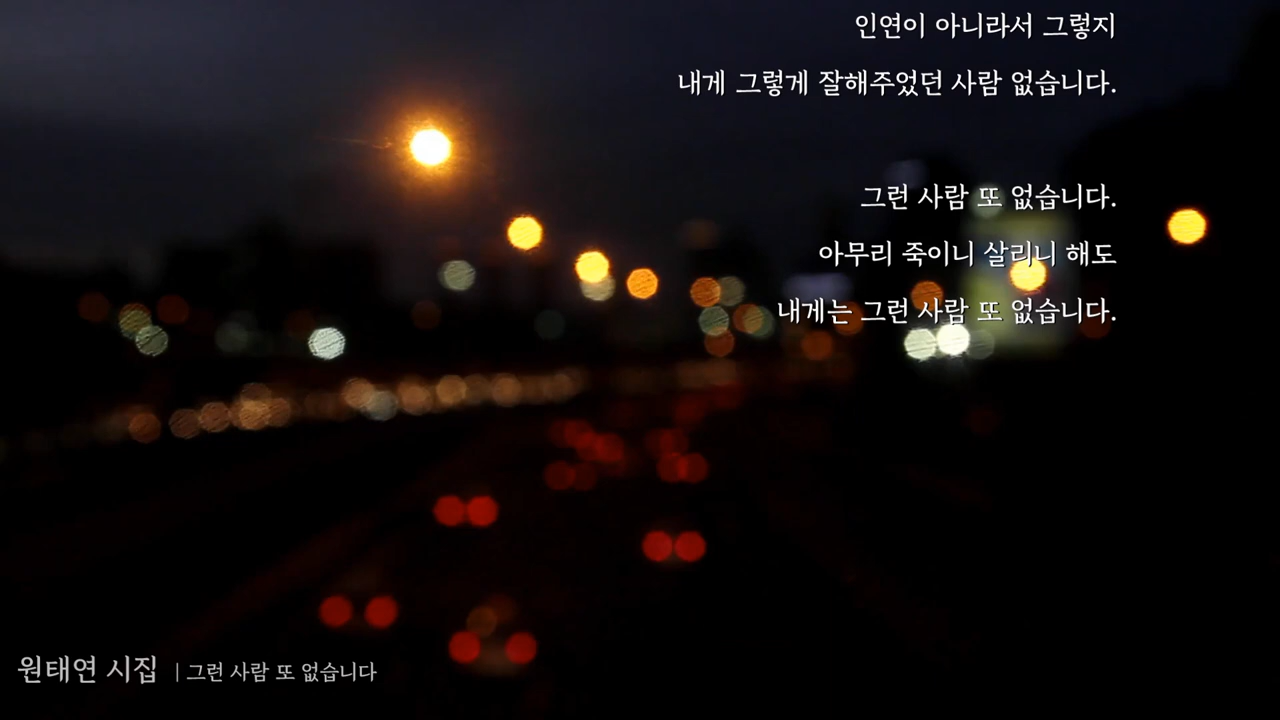 인연이 아니라서 그렇지
내게 그렇게 잘해주었던 사람 없습니다.
그런 사람 또 없습니다.
아무리 죽이니 살리니 해도
내게는 그런 사람 또 없습니다.
원태연 시집 | 그런 사람 또 없습니다